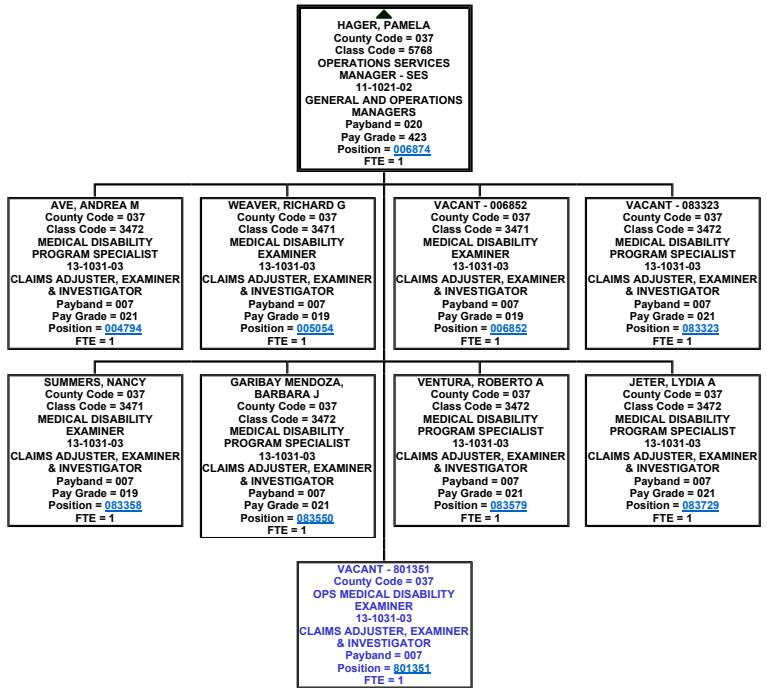 HAGER, PAMELA
County Code = 037
Class Code = 5768
OPERATIONS SERVICES
MANAGER - SES
11-1021-02
GENERAL AND OPERATIONS
MANAGERS
Payband = 020
Pay Grade = 423
Position = 006874
FTE = 1
AVE, ANDREA M
County Code = 037
Class Code = 3472
MEDICAL DISABILITY
PROGRAM SPECIALIST
13-1031-03
CLAIMS ADJUSTER, EXAMINER
& INVESTIGATOR
Payband = 007
Pay Grade = 021
Position = 004794
FTE = 1
WEAVER, RICHARD G
County Code = 037
Class Code = 3471
MEDICAL DISABILITY
EXAMINER
13-1031-03
CLAIMS ADJUSTER, EXAMINER
& INVESTIGATOR
Payband = 007
Pay Grade = 019
Position = 005054
FTE = 1
VACANT - 006852
County Code = 037
Class Code = 3471
MEDICAL DISABILITY
EXAMINER
13-1031-03
CLAIMS ADJUSTER, EXAMINER
& INVESTIGATOR
Payband = 007
Pay Grade = 019
Position = 006852
FTE = 1
VACANT - 083323
County Code = 037
Class Code = 3472
MEDICAL DISABILITY
PROGRAM SPECIALIST
13-1031-03
CLAIMS ADJUSTER, EXAMINER
& INVESTIGATOR
Payband = 007
Pay Grade = 021
Position = 083323
FTE = 1
SUMMERS, NANCY
County Code = 037
Class Code = 3471
MEDICAL DISABILITY
EXAMINER
13-1031-03
CLAIMS ADJUSTER, EXAMINER
& INVESTIGATOR
Payband = 007
Pay Grade = 019
Position = 083358
FTE = 1
GARIBAY MENDOZA,
BARBARA J
County Code = 037
Class Code = 3472
MEDICAL DISABILITY
PROGRAM SPECIALIST
13-1031-03
CLAIMS ADJUSTER, EXAMINER
& INVESTIGATOR
Payband = 007
Pay Grade = 021
Position = 083550
FTE = 1
VENTURA, ROBERTO A
County Code = 037
Class Code = 3472
MEDICAL DISABILITY
PROGRAM SPECIALIST
13-1031-03
CLAIMS ADJUSTER, EXAMINER
& INVESTIGATOR
Payband = 007
Pay Grade = 021
Position = 083579
FTE = 1
JETER, LYDIA A
County Code = 037
Class Code = 3472
MEDICAL DISABILITY
PROGRAM SPECIALIST
13-1031-03
CLAIMS ADJUSTER, EXAMINER
& INVESTIGATOR
Payband = 007
Pay Grade = 021
Position = 083729
FTE = 1
VACANT - 801351
County Code = 037
OPS MEDICAL DISABILITY
EXAMINER
13-1031-03
CLAIMS ADJUSTER, EXAMINER
& INVESTIGATOR
Payband = 007
Position = 801351
FTE = 1